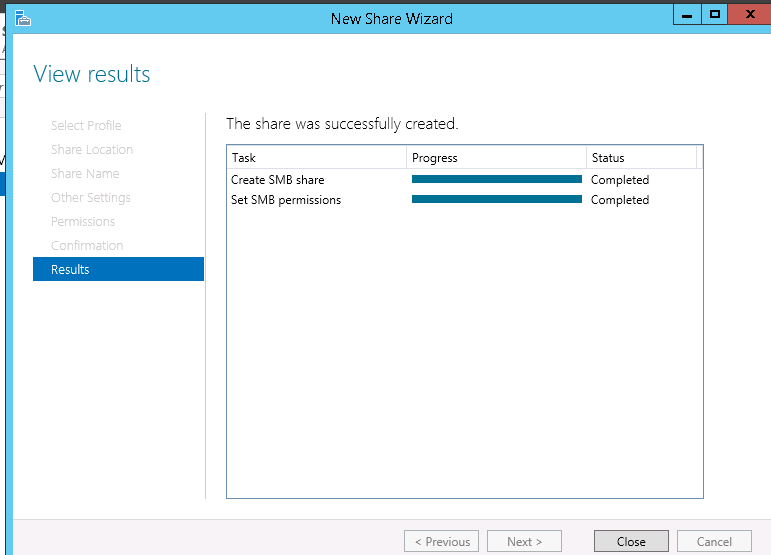 New Share Wizard
View results
Select Profile
Share Location
Share Name
Other Settings
Permissions
Confirmation
Results
The share was successfully created.
Task Progress Status
Create SMB share Completed
Set SMB permissions Completed
< Previous Next > Close Cancel